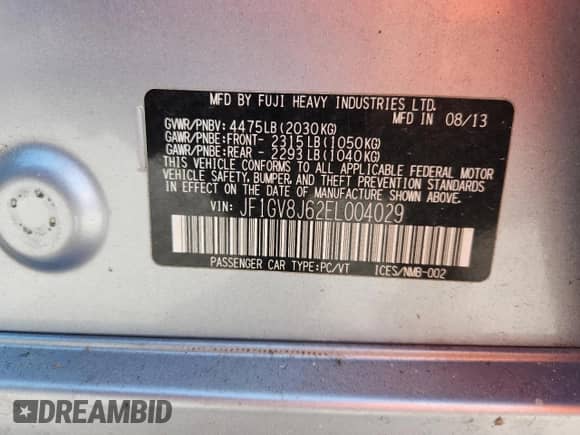 MFD BY FUJI HEAVY INDUSTRIES LTD.
MFD IN 08/13
GVWR/PNBV: 4475LB(2030KG)
GAWR/PNBE:FRONT- 2315LB(1050KG)
GAWR/PNBE:REAR - 2293LB(1040KG)
THIS VEHICLE CONFORMS TO ALL APPLICABLE FEDERAL MOTOR
VEHICLE SAFETY, BUMPER, AND THEFT PREVENTION STANDARDS
IN EFFECT ON THE DATE OF MANUFACTURE SHOWN ABOVE.
VIN: JF1GV8J62EL004029
PASSENGER CAR TYPE:PC/VT ICES/NMB-002
DREAMBID